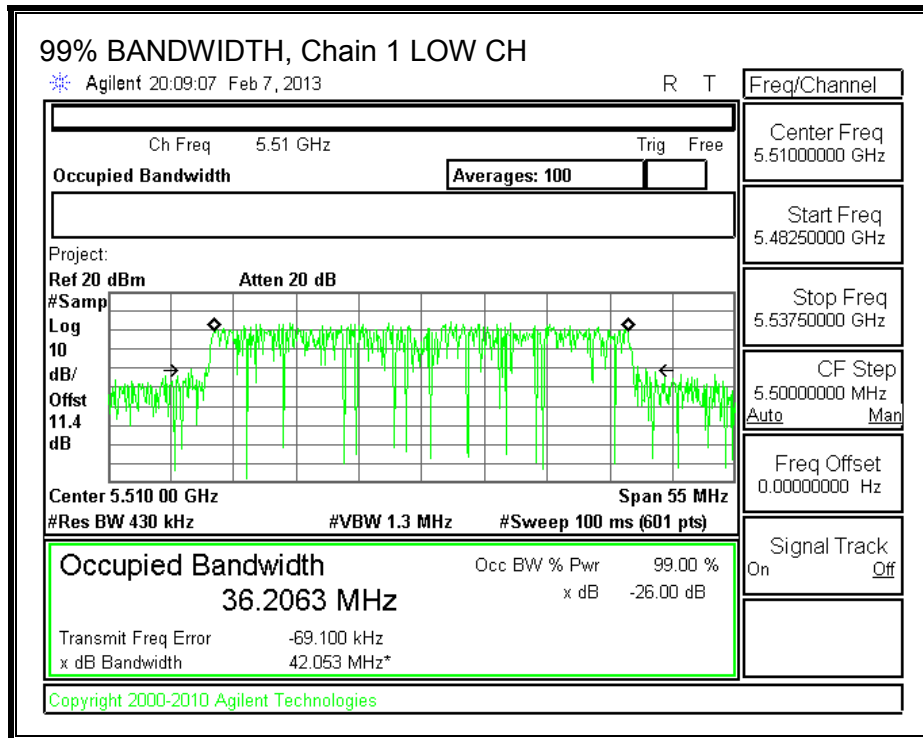 99% BANDWIDTH, Chain 1 LOW CH
Agilent 20:09:07 Feb 7, 2013 R T
Ch Freq 5.51 GHz Trig Free
Occupied Bandwidth Averages: 100
Project:
Ref 20 dBm Atten 20 dB
#Samp
Log
10
dB/
Offst
11.4
dB
Center 5.510 00 GHz Span 55 MHz
#Res BW 430 kHz #VBW 1.3 MHz #Sweep 100 ms (601 pts)
Occupied Bandwidth Occ BW % Pwr 99.00 %
36.2063 MHz x dB -26.00 dB
Transmit Freq Error -69.100 kHz
x dB Bandwidth 42.053 MHz*
Copyright 2000-2010 Agilent Technologies
Freq/Channel
Center Freq
5.51000000 GHz
Start Freq
5.48250000 GHz
Stop Freq
5.53750000 GHz
CF Step
5.50000000 MHz
Auto Man
Freq Offset
0.00000000 Hz
Signal Track
On Off